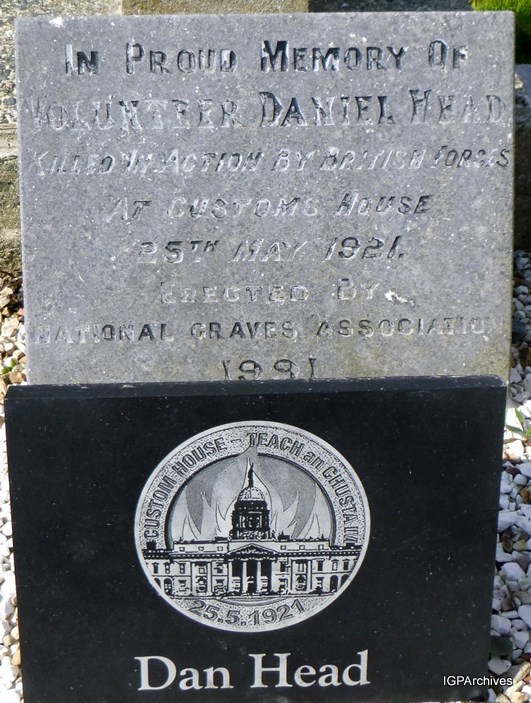 In Proud Memory Of
Volunteer Daniel Head
Killed In Action By British Forces
At Customs House
25TH May 1921.
Erected By
National Graves Association
1991
CUSTOM HOUSE - TEACH an CHUSTAIM
25.5.1921
Dan Head
IGPArchives